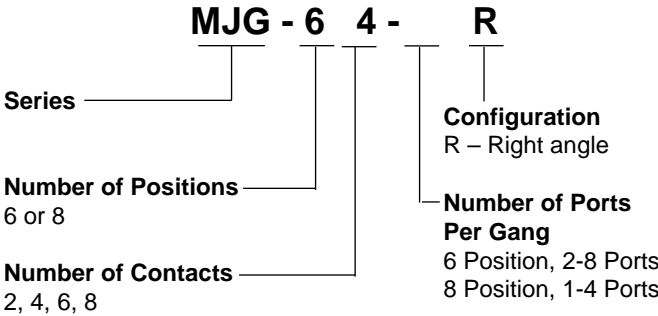 MJG - 6 4 - R
Series
Number of Positions
6 or 8
Number of Contacts
2, 4, 6, 8
Configuration
R – Right angle
Number of Ports
Per Gang
6 Position, 2-8 Ports
8 Position, 1-4 Ports